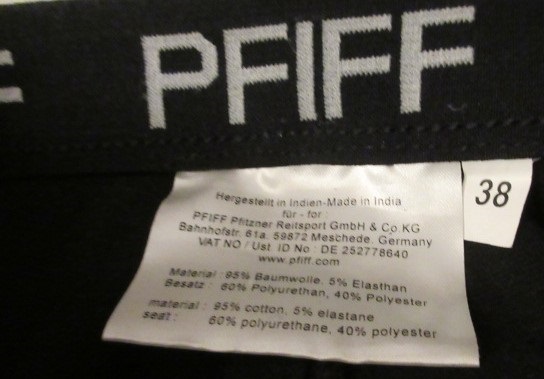 PFIFF
38
Hergestellt in Indien-Made in India
für - for :
PFIFF Pfitzner Reitsport GmbH & Co.KG
Bahnhofstr. 61a. 59872 Meschede, Germany
VAT NO / Ust. ID No : DE 252778640
www.pfiff.com
Material : 95% Baumwolle, 5% Elasthan
Besatz : 60% Polyurethan, 40% Polyester
material : 95% cotton, 5% elastane
seat : 60% polyurethane, 40% polyester